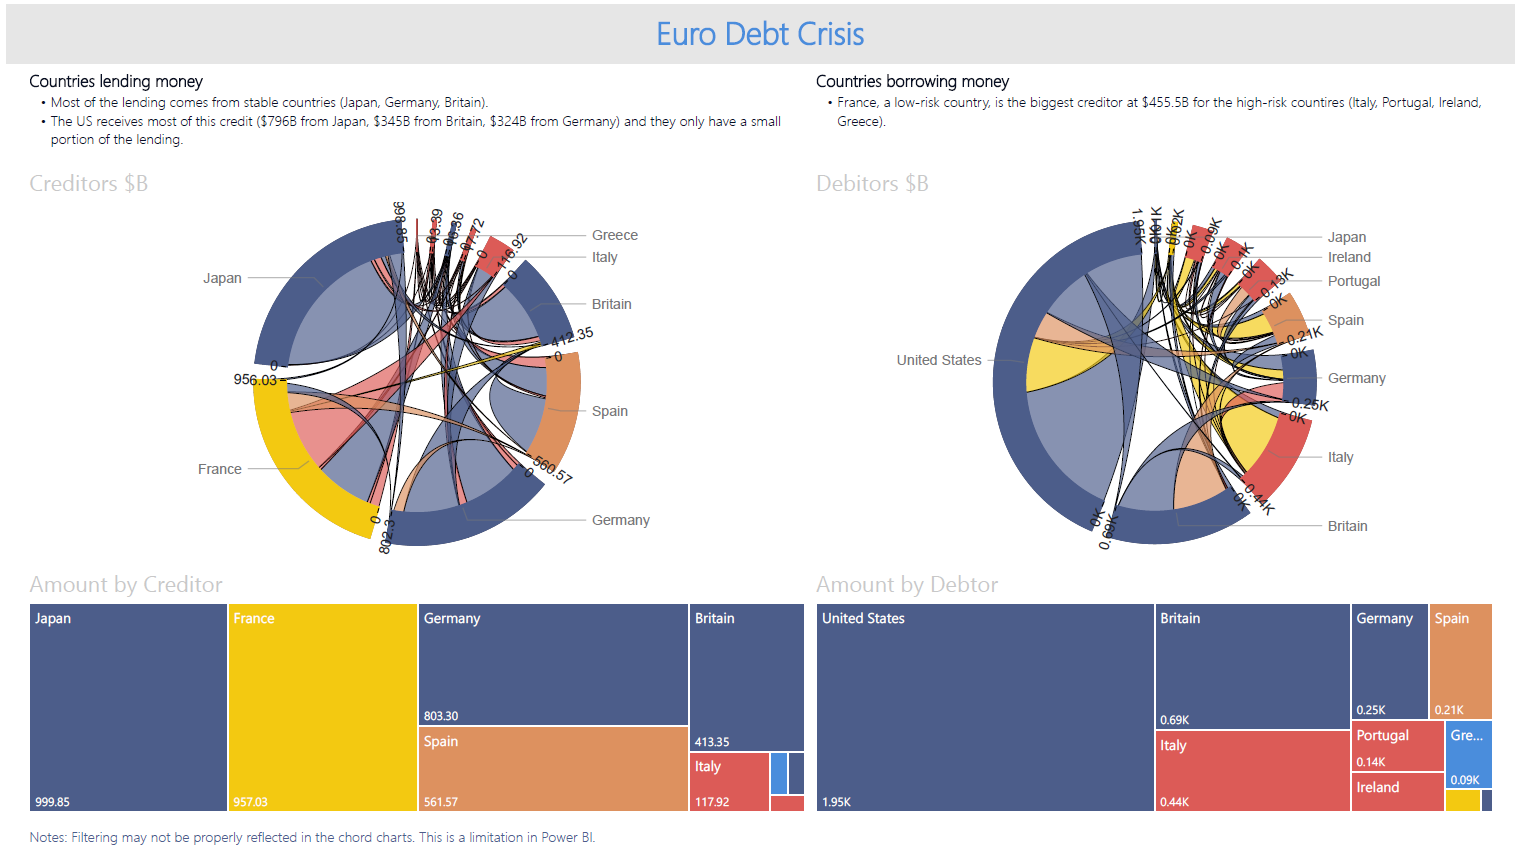 Euro Debt Crisis
Countries lending money
• Most of the lending comes from stable countries (Japan, Germany, Britain).
• The US receives most of this credit ($796B from Japan, $345B from Britain, $324B from Germany) and they only have a small
portion of the lending.
Countries borrowing money
• France, a low-risk country, is the biggest creditor at $455.5B for the high-risk countires (Italy, Portugal, Ireland,
Greece).
Creditors $B
Greece
Italy
Japan
Britain
Spain
France
Germany
116.92
0
412.35
0
560.57
0
802.3
0
956.03
0
Debitors $B
Japan
Ireland
Portugal
Spain
United States
Germany
Italy
Britain
1.95K
0K
0.09K
0K
0.1K
0K
0.13K
0K
0.21K
0K
0.25K
0K
0.44K
0K
0.69K
0K
Amount by Creditor
Japan
999.85
France
957.03
Germany
803.30
Spain
561.57
Britain
413.35
Italy
117.92
Amount by Debtor
United States
1.95K
Britain
0.69K
Italy
0.44K
Germany
0.25K
Spain
0.21K
Portugal
0.14K
Ireland
Gre...
0.09K
Notes: Filtering may not be properly reflected in the chord charts. This is a limitation in Power BI.